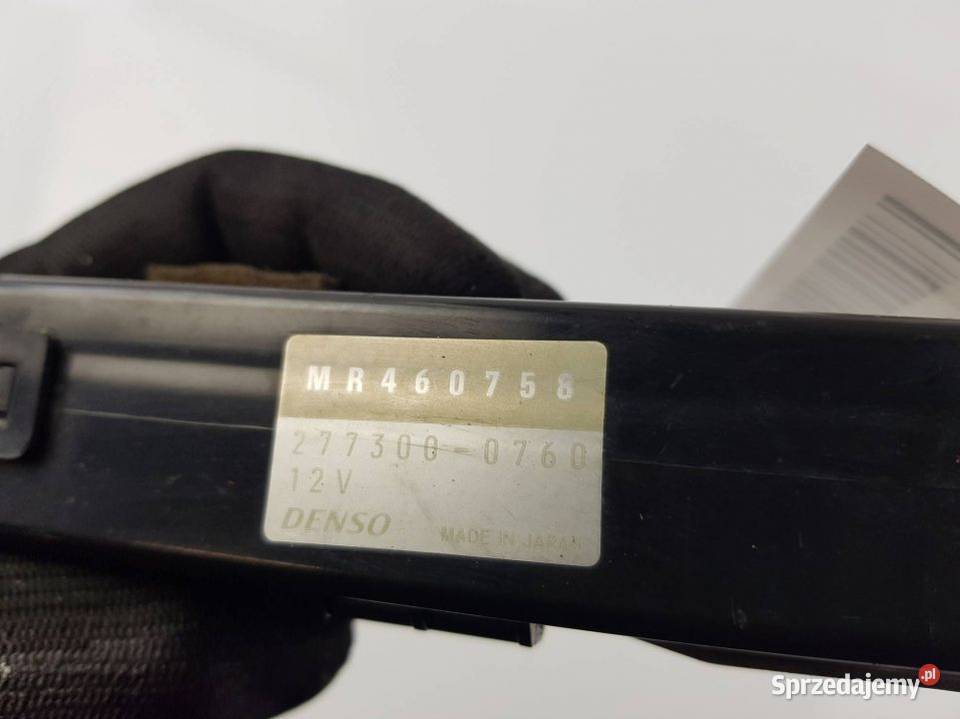 MR460758
277300-0760
12V
DENSO
MADE IN JAPAN
Sprzedajemy.pl